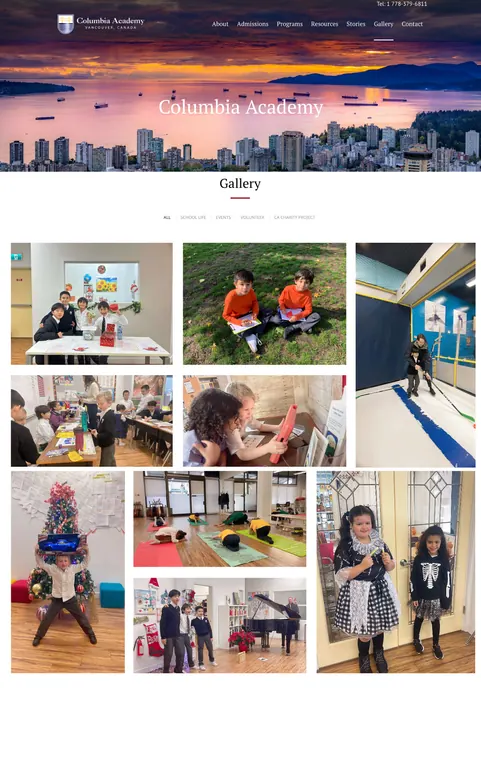 Tel: 1 778-379-6811
Columbia Academy
VANCOUVER, CANADA
About Admissions Programs Resources Stories Gallery Contact
Columbia Academy
Gallery
ALL SCHOOL LIFE EVENTS VOLUNTEER CA CHARITY PROJECT